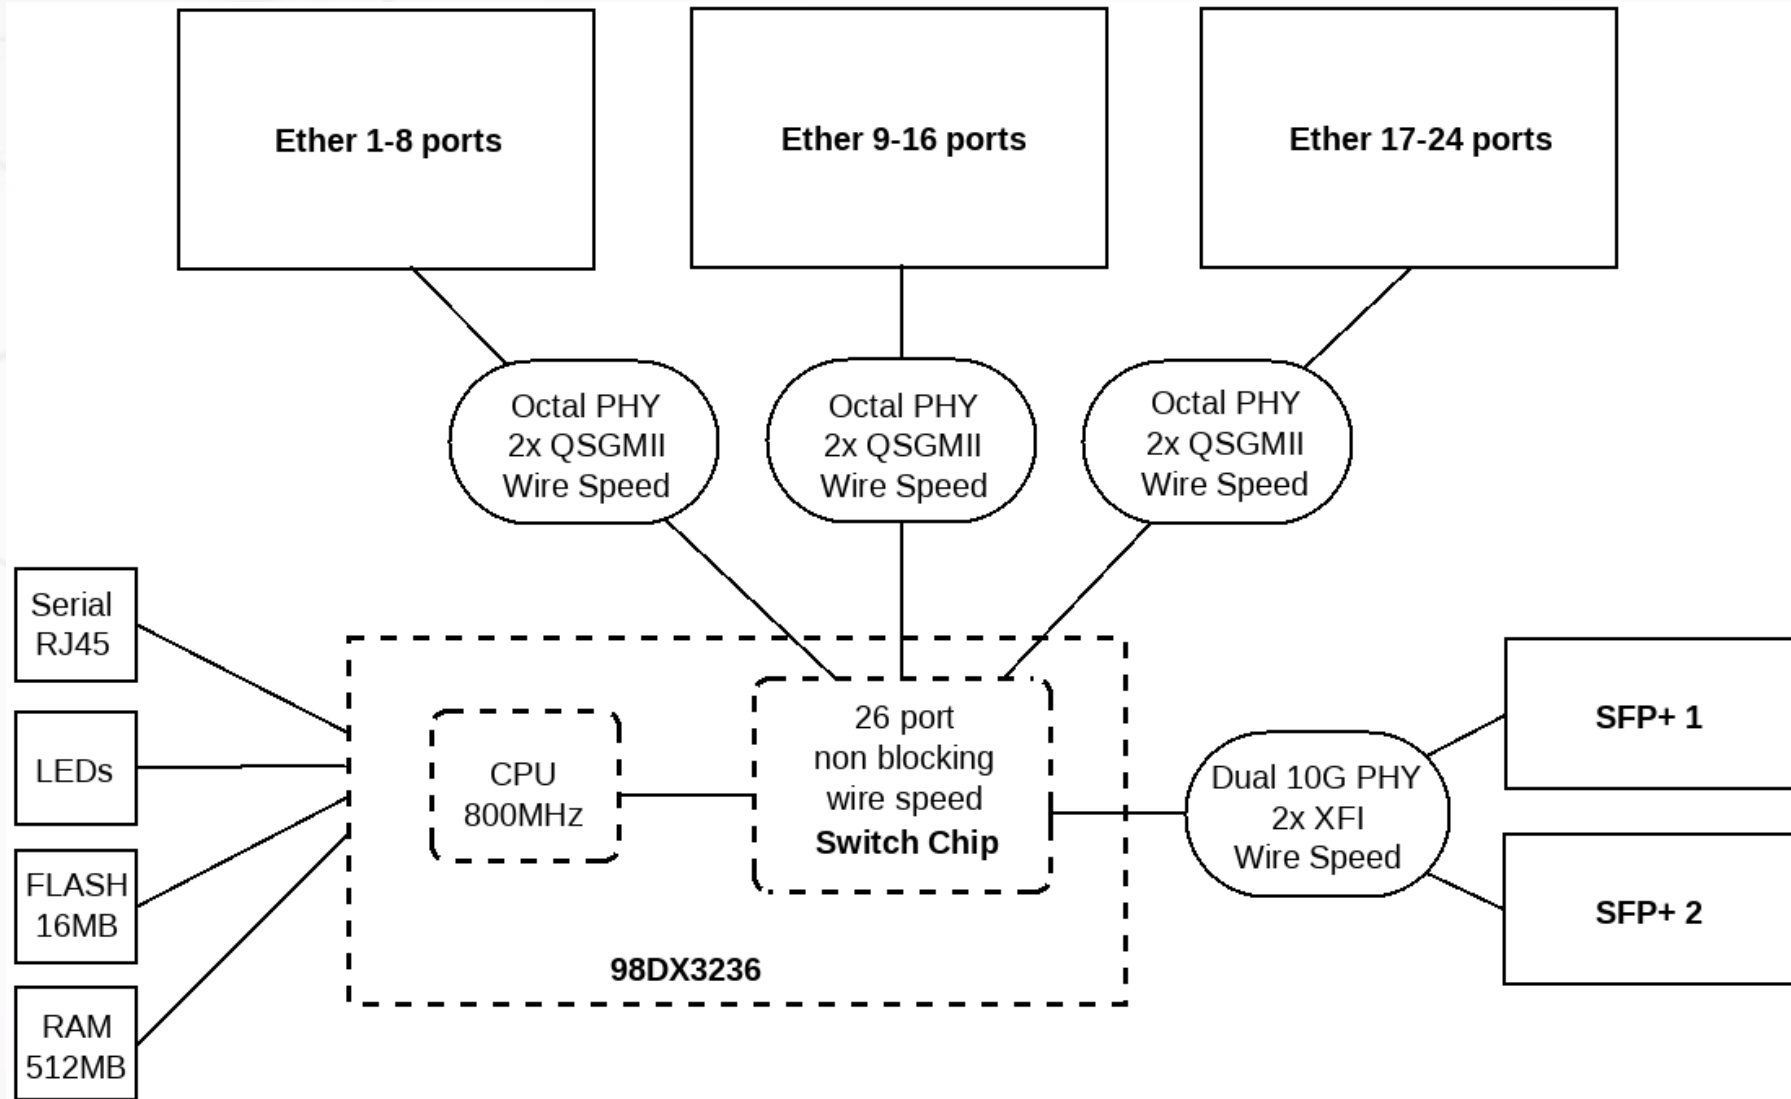 Ether 1-8 ports
Ether 9-16 ports
Ether 17-24 ports
Octal PHY
2x QSGMII
Wire Speed
Octal PHY
2x QSGMII
Wire Speed
Octal PHY
2x QSGMII
Wire Speed
Serial
RJ45
LEDs
FLASH
16MB
RAM
512MB
CPU
800MHz
26 port
non blocking
wire speed
Switch Chip
98DX3236
Dual 10G PHY
2x XFI
Wire Speed
SFP+ 1
SFP+ 2